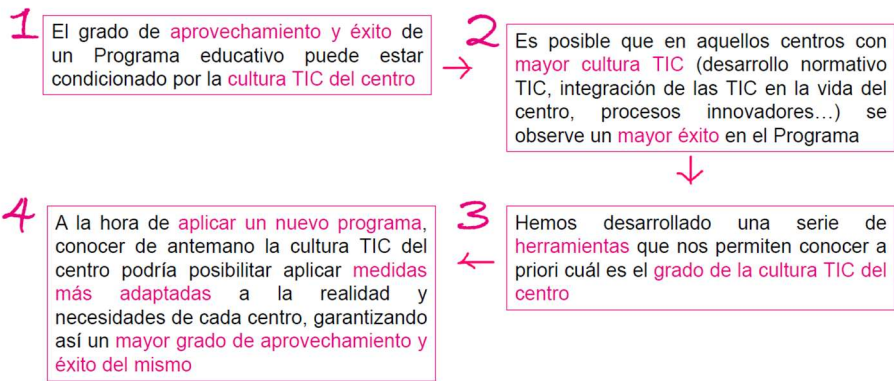 1
El grado de aprovechamiento y éxito de
un Programa educativo puede estar
condicionado por la cultura TIC del centro
2
Es posible que en aquellos centros con
mayor cultura TIC (desarrollo normativo
TIC, integración de las TIC en la vida del
centro, procesos innovadores...) se
observe un mayor éxito en el Programa
3
Hemos desarrollado una serie de
herramientas que nos permiten conocer a
priori cuál es el grado de la cultura TIC del
centro
4
A la hora de aplicar un nuevo programa,
conocer de antemano la cultura TIC del
centro podría posibilitar aplicar medidas
más adaptadas a la realidad y
necesidades de cada centro, garantizando
así un mayor grado de aprovechamiento y
éxito del mismo